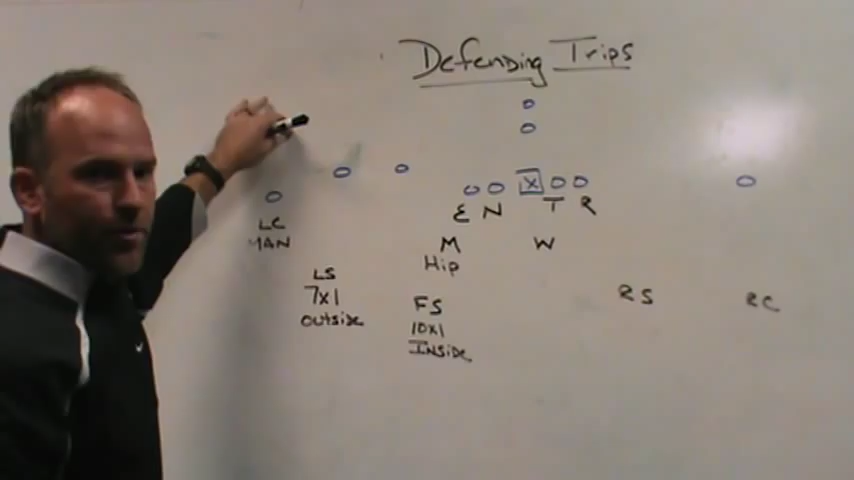 Defending Trips
X
E N T R
LC
MAN
M W
Hip
LS
7x1
outside
FS
10x1
Inside
RS
RC